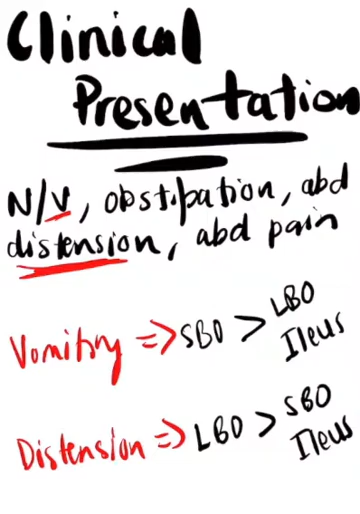 Clinical
Presentation
N/V, obstipation, abd
distension, abd pain
Vomiting => SBO > LBO
Ileus
Distension => LBO > SBO
Ileus